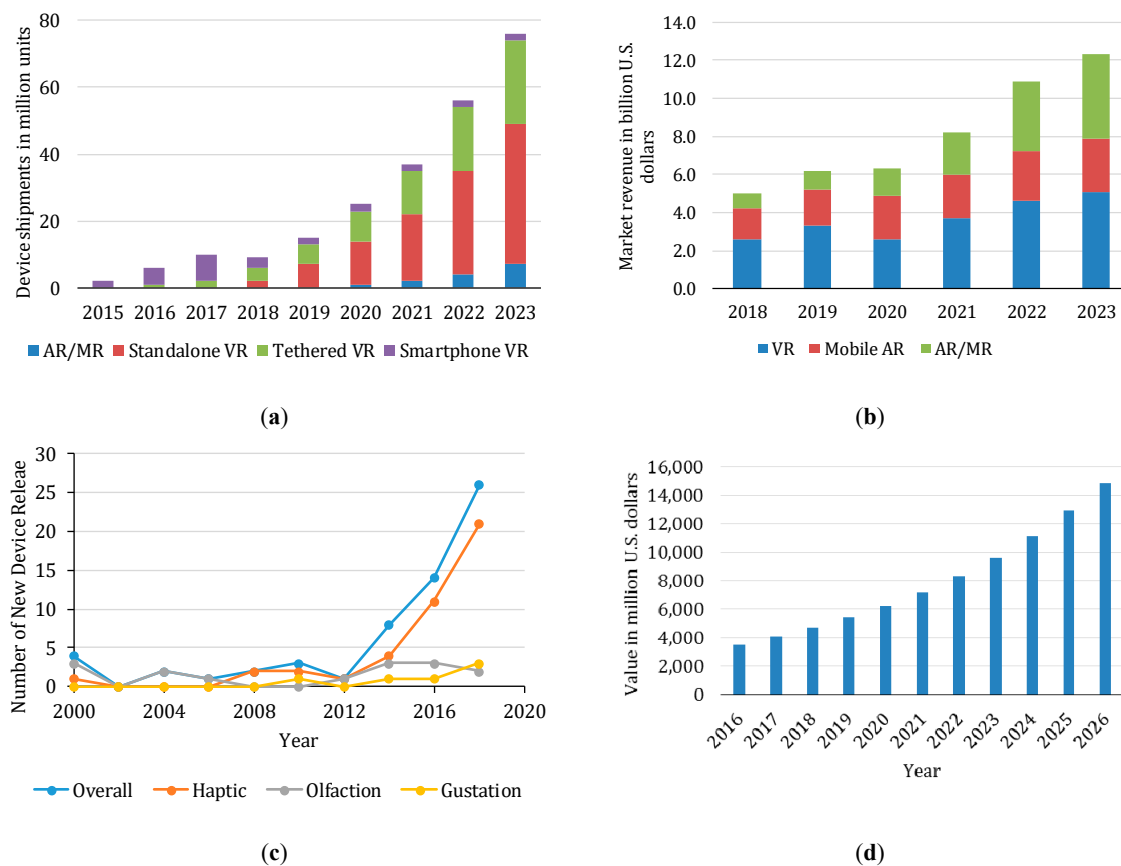 Device shipments in million units
80
60
40
20
0
2015 2016 2017 2018 2019 2020 2021 2022 2023
AR/MR Standalone VR Tethered VR Smartphone VR
(a)
Market revenue in billion U.S.
dollars
14.0
12.0
10.0
8.0
6.0
4.0
2.0
0.0
2018 2019 2020 2021 2022 2023
VR Mobile AR AR/MR
(b)
Number of New Device Releae
30
25
20
15
10
5
0
2000 2004 2008 2012 2016 2020
Year
Overall Haptic Olfaction Gustation
(c)
Value in million U.S. dollars
16,000
14,000
12,000
10,000
8,000
6,000
4,000
2,000
0
2016 2017 2018 2019 2020 2021 2022 2023 2024 2025 2026
Year
(d)